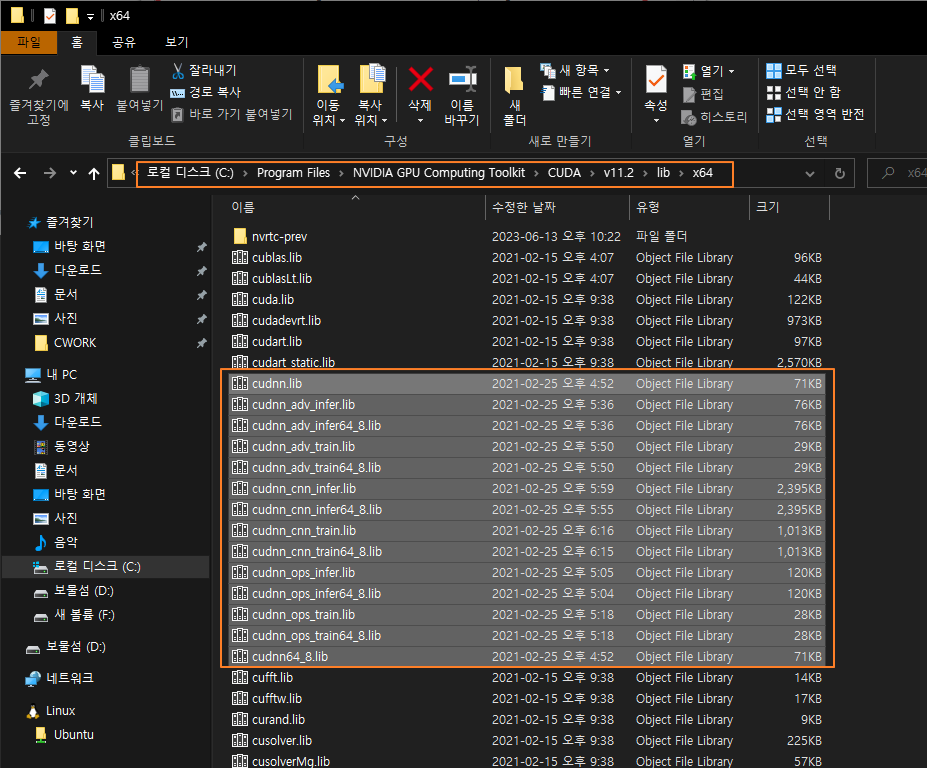 x64
파일 홈 공유 보기
즐겨찾기에 고정
복사
붙여넣기
잘라내기
경로 복사
바로 가기 붙여넣기
클립보드
이동 위치
복사 위치
삭제
이름 바꾸기
구성
새 폴더
새 항목
빠른 연결
새로 만들기
속성
열기
편집
히스토리
열기
모두 선택
선택 안 함
선택 영역 반전
선택
« 로컬 디스크 (C:) › Program Files › NVIDIA GPU Computing Toolkit › CUDA › v11.2 › lib › x64
x64
즐겨찾기
바탕 화면
다운로드
문서
사진
CWORK
내 PC
3D 개체
다운로드
동영상
문서
바탕 화면
사진
음악
로컬 디스크 (C:)
보물섬 (D:)
새 볼륨 (F:)
보물섬 (D:)
네트워크
Linux
Ubuntu
이름 수정한 날짜 유형 크기
nvrtc-prev 2023-06-13 오후 10:22 파일 폴더
cublas.lib 2021-02-15 오후 4:07 Object File Library 96KB
cublasLt.lib 2021-02-15 오후 4:07 Object File Library 44KB
cuda.lib 2021-02-15 오후 9:38 Object File Library 122KB
cudadevrt.lib 2021-02-15 오후 9:38 Object File Library 973KB
cudart.lib 2021-02-15 오후 9:38 Object File Library 97KB
cudart_static.lib 2021-02-15 오후 9:38 Object File Library 2,570KB
cudnn.lib 2021-02-25 오후 4:52 Object File Library 71KB
cudnn_adv_infer.lib 2021-02-25 오후 5:36 Object File Library 76KB
cudnn_adv_infer64_8.lib 2021-02-25 오후 5:36 Object File Library 76KB
cudnn_adv_train.lib 2021-02-25 오후 5:50 Object File Library 29KB
cudnn_adv_train64_8.lib 2021-02-25 오후 5:50 Object File Library 29KB
cudnn_cnn_infer.lib 2021-02-25 오후 5:59 Object File Library 2,395KB
cudnn_cnn_infer64_8.lib 2021-02-25 오후 5:55 Object File Library 2,395KB
cudnn_cnn_train.lib 2021-02-25 오후 6:16 Object File Library 1,013KB
cudnn_cnn_train64_8.lib 2021-02-25 오후 6:15 Object File Library 1,013KB
cudnn_ops_infer.lib 2021-02-25 오후 5:05 Object File Library 120KB
cudnn_ops_infer64_8.lib 2021-02-25 오후 5:04 Object File Library 120KB
cudnn_ops_train.lib 2021-02-25 오후 5:18 Object File Library 28KB
cudnn_ops_train64_8.lib 2021-02-25 오후 5:18 Object File Library 28KB
cudnn64_8.lib 2021-02-25 오후 4:52 Object File Library 71KB
cufft.lib 2021-02-15 오후 9:38 Object File Library 14KB
cufftw.lib 2021-02-15 오후 9:38 Object File Library 17KB
curand.lib 2021-02-15 오후 9:38 Object File Library 9KB
cusolver.lib 2021-02-15 오후 9:38 Object File Library 225KB
cusolverMg.lib 2021-02-15 오후 9:38 Object File Library 57KB